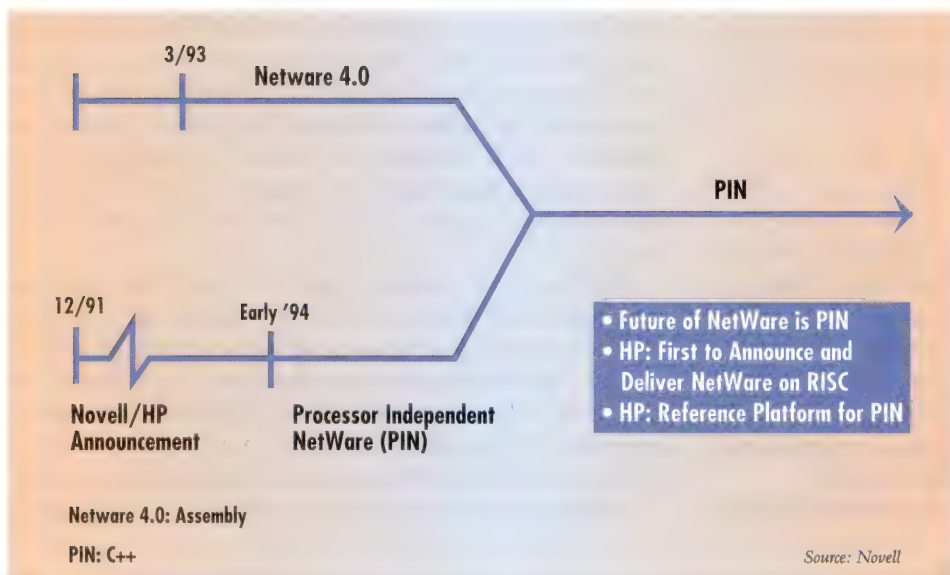 3/93
Netware 4.0
PIN
12/91
Early '94
Novell/HP
Announcement
Processor Independent
NetWare (PIN)
• Future of NetWare is PIN
• HP: First to Announce and
Deliver NetWare on RISC
• HP: Reference Platform for PIN
Netware 4.0: Assembly
PIN: C++
Source: Novell